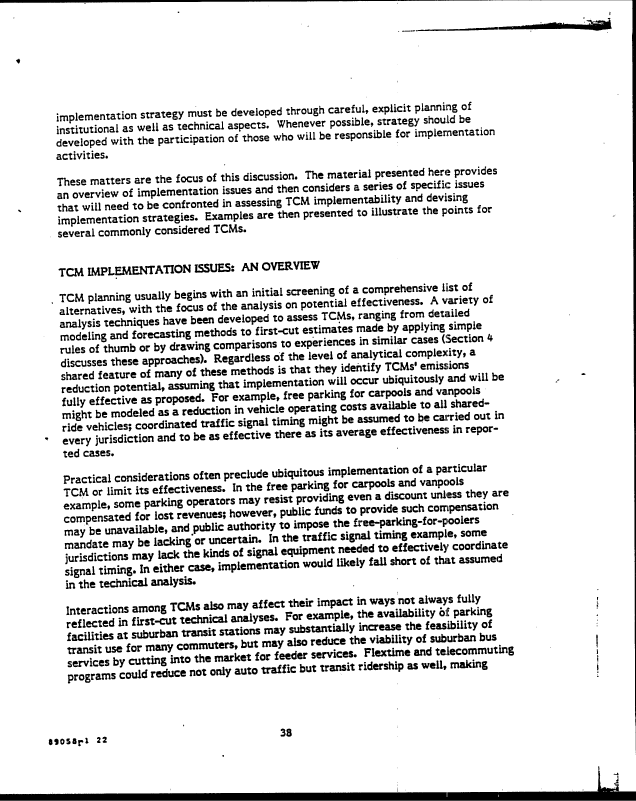 implementation strategy must be developed through careful, explicit planning of
institutional as well as technical aspects. Whenever possible, strategy should be
developed with the participation of those who will be responsible for implementation
activities.
These matters are the focus of this discussion. The material presented here provides
an overview of implementation issues and then considers a series of specific issues
that will need to be confronted in assessing TCM implementability and devising
implementation strategies. Examples are then presented to illustrate the points for
several commonly considered TCMs.
TCM IMPLEMENTATION ISSUES: AN OVERVIEW
TCM planning usually begins with an initial screening of a comprehensive list of
alternatives, with the focus of the analysis on potential effectiveness. A variety of
analysis techniques have been developed to assess TCMs, ranging from detailed
modeling and forecasting methods to first-cut estimates made by applying simple
rules of thumb or by drawing comparisons to experiences in similar cases (Section 4
discusses these approaches). Regardless of the level of analytical complexity, a
shared feature of many of these methods is that they identify TCMs' emissions
reduction potential, assuming that implementation will occur ubiquitously and will be
fully effective as proposed. For example, free parking for carpools and vanpools
might be modeled as a reduction in vehicle operating costs available to all shared-
ride vehicles; coordinated traffic signal timing might be assumed to be carried out in
every jurisdiction and to be as effective there as its average effectiveness in repor-
ted cases.
Practical considerations often preclude ubiquitous implementation of a particular
TCM or limit its effectiveness. In the free parking for carpools and vanpools
example, some parking operators may resist providing even a discount unless they are
compensated for lost revenues; however, public funds to provide such compensation
may be unavailable, and public authority to impose the free-parking-for-poolers
mandate may be lacking or uncertain. In the traffic signal timing example, some
jurisdictions may lack the kinds of signal equipment needed to effectively coordinate
signal timing. In either case, implementation would likely fall short of that assumed
in the technical analysis.
Interactions among TCMs also may affect their impact in ways not always fully
reflected in first-cut technical analyses. For example, the availability of parking
facilities at suburban transit stations may substantially increase the feasibility of
transit use for many commuters, but may also reduce the viability of suburban bus
services by cutting into the market for feeder services. Flextime and telecommuting
programs could reduce not only auto traffic but transit ridership as well, making
38
89058r1 22